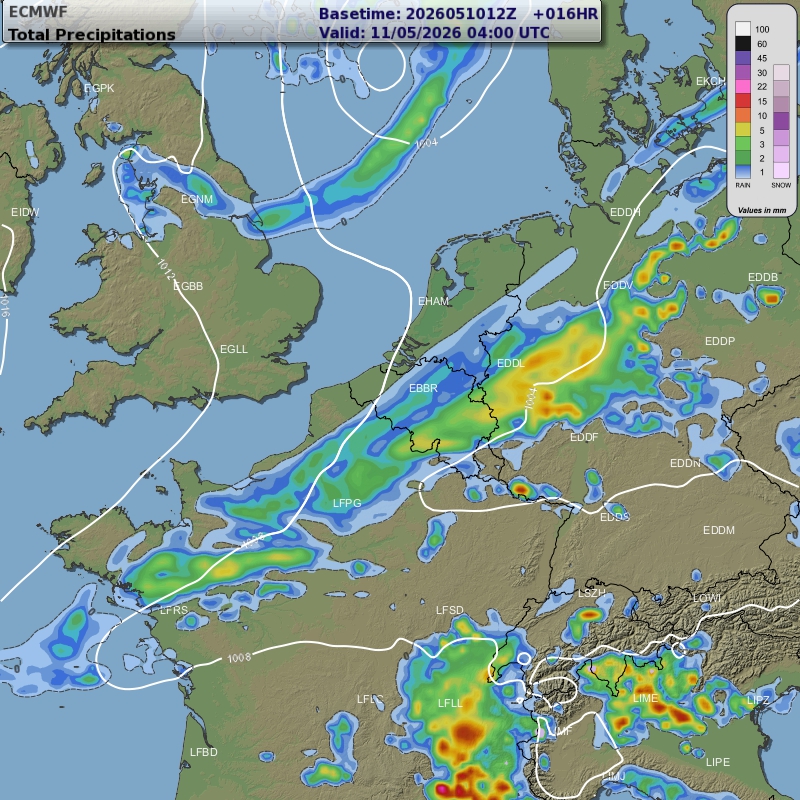 ECMWF
Basetime: 2026051012Z +016HR
Total Precipitations
Valid: 11/05/2026 04:00 UTC
100
60
45
30
22
15
10
5
3
2
1
RAIN SNOW
Values in mm
EGPK
EKCH
1004
EGNM
EIDW
EDDH
1012
EGBB
1016
EHAM
EDDV
EDDB
EGLL
EDDP
EDDL
EBBR
1004
EDDF
EDDN
LFPG
EDDS
EDDM
1008
LFRS
LSZH
LOWI
LFSD
1008
LFLC
LFLL
LIME
LIPZ
LIMF
LFBD
LIPE
LIMJ